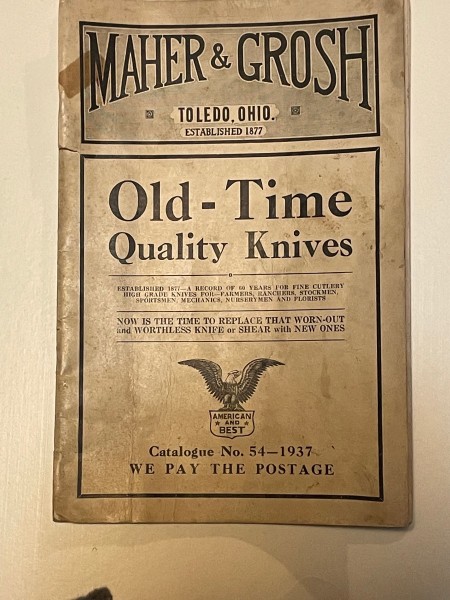 MAHER & GROSH
TOLEDO, OHIO.
ESTABLISHED 1877
Old-Time
Quality Knives
ESTABLISHED 1877—A RECORD OF 60 YEARS FOR FINE CUTLERY
HIGH GRADE KNIVES FOR—FARMERS, RANCHERS, STOCKMEN,
SPORTSMEN, MECHANICS, NURSERYMEN AND FLORISTS
NOW IS THE TIME TO REPLACE THAT WORN-OUT
and WORTHLESS KNIFE or SHEAR with NEW ONES
AMERICAN
AND
BEST
Catalogue No. 54—1937
WE PAY THE POSTAGE